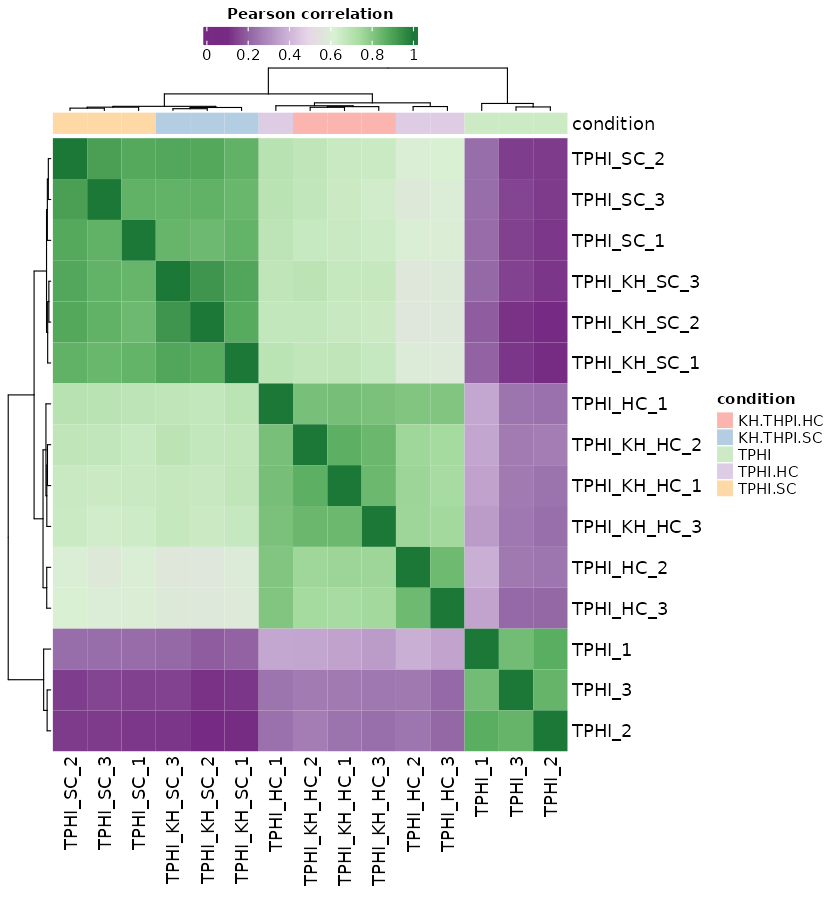 Pearson correlation
0 0.2 0.4 0.6 0.8 1
condition
TPHI_SC_2
TPHI_SC_3
TPHI_SC_1
TPHI_KH_SC_3
TPHI_KH_SC_2
TPHI_KH_SC_1
TPHI_HC_1
TPHI_KH_HC_2
TPHI_KH_HC_1
TPHI_KH_HC_3
TPHI_HC_2
TPHI_HC_3
TPHI_1
TPHI_3
TPHI_2
condition
KH.THPI.HC
KH.THPI.SC
TPHI
TPHI.HC
TPHI.SC
TPHI_SC_2
TPHI_SC_3
TPHI_SC_1
TPHI_KH_SC_3
TPHI_KH_SC_2
TPHI_KH_SC_1
TPHI_HC_1
TPHI_KH_HC_2
TPHI_KH_HC_1
TPHI_KH_HC_3
TPHI_HC_2
TPHI_HC_3
TPHI_1
TPHI_3
TPHI_2